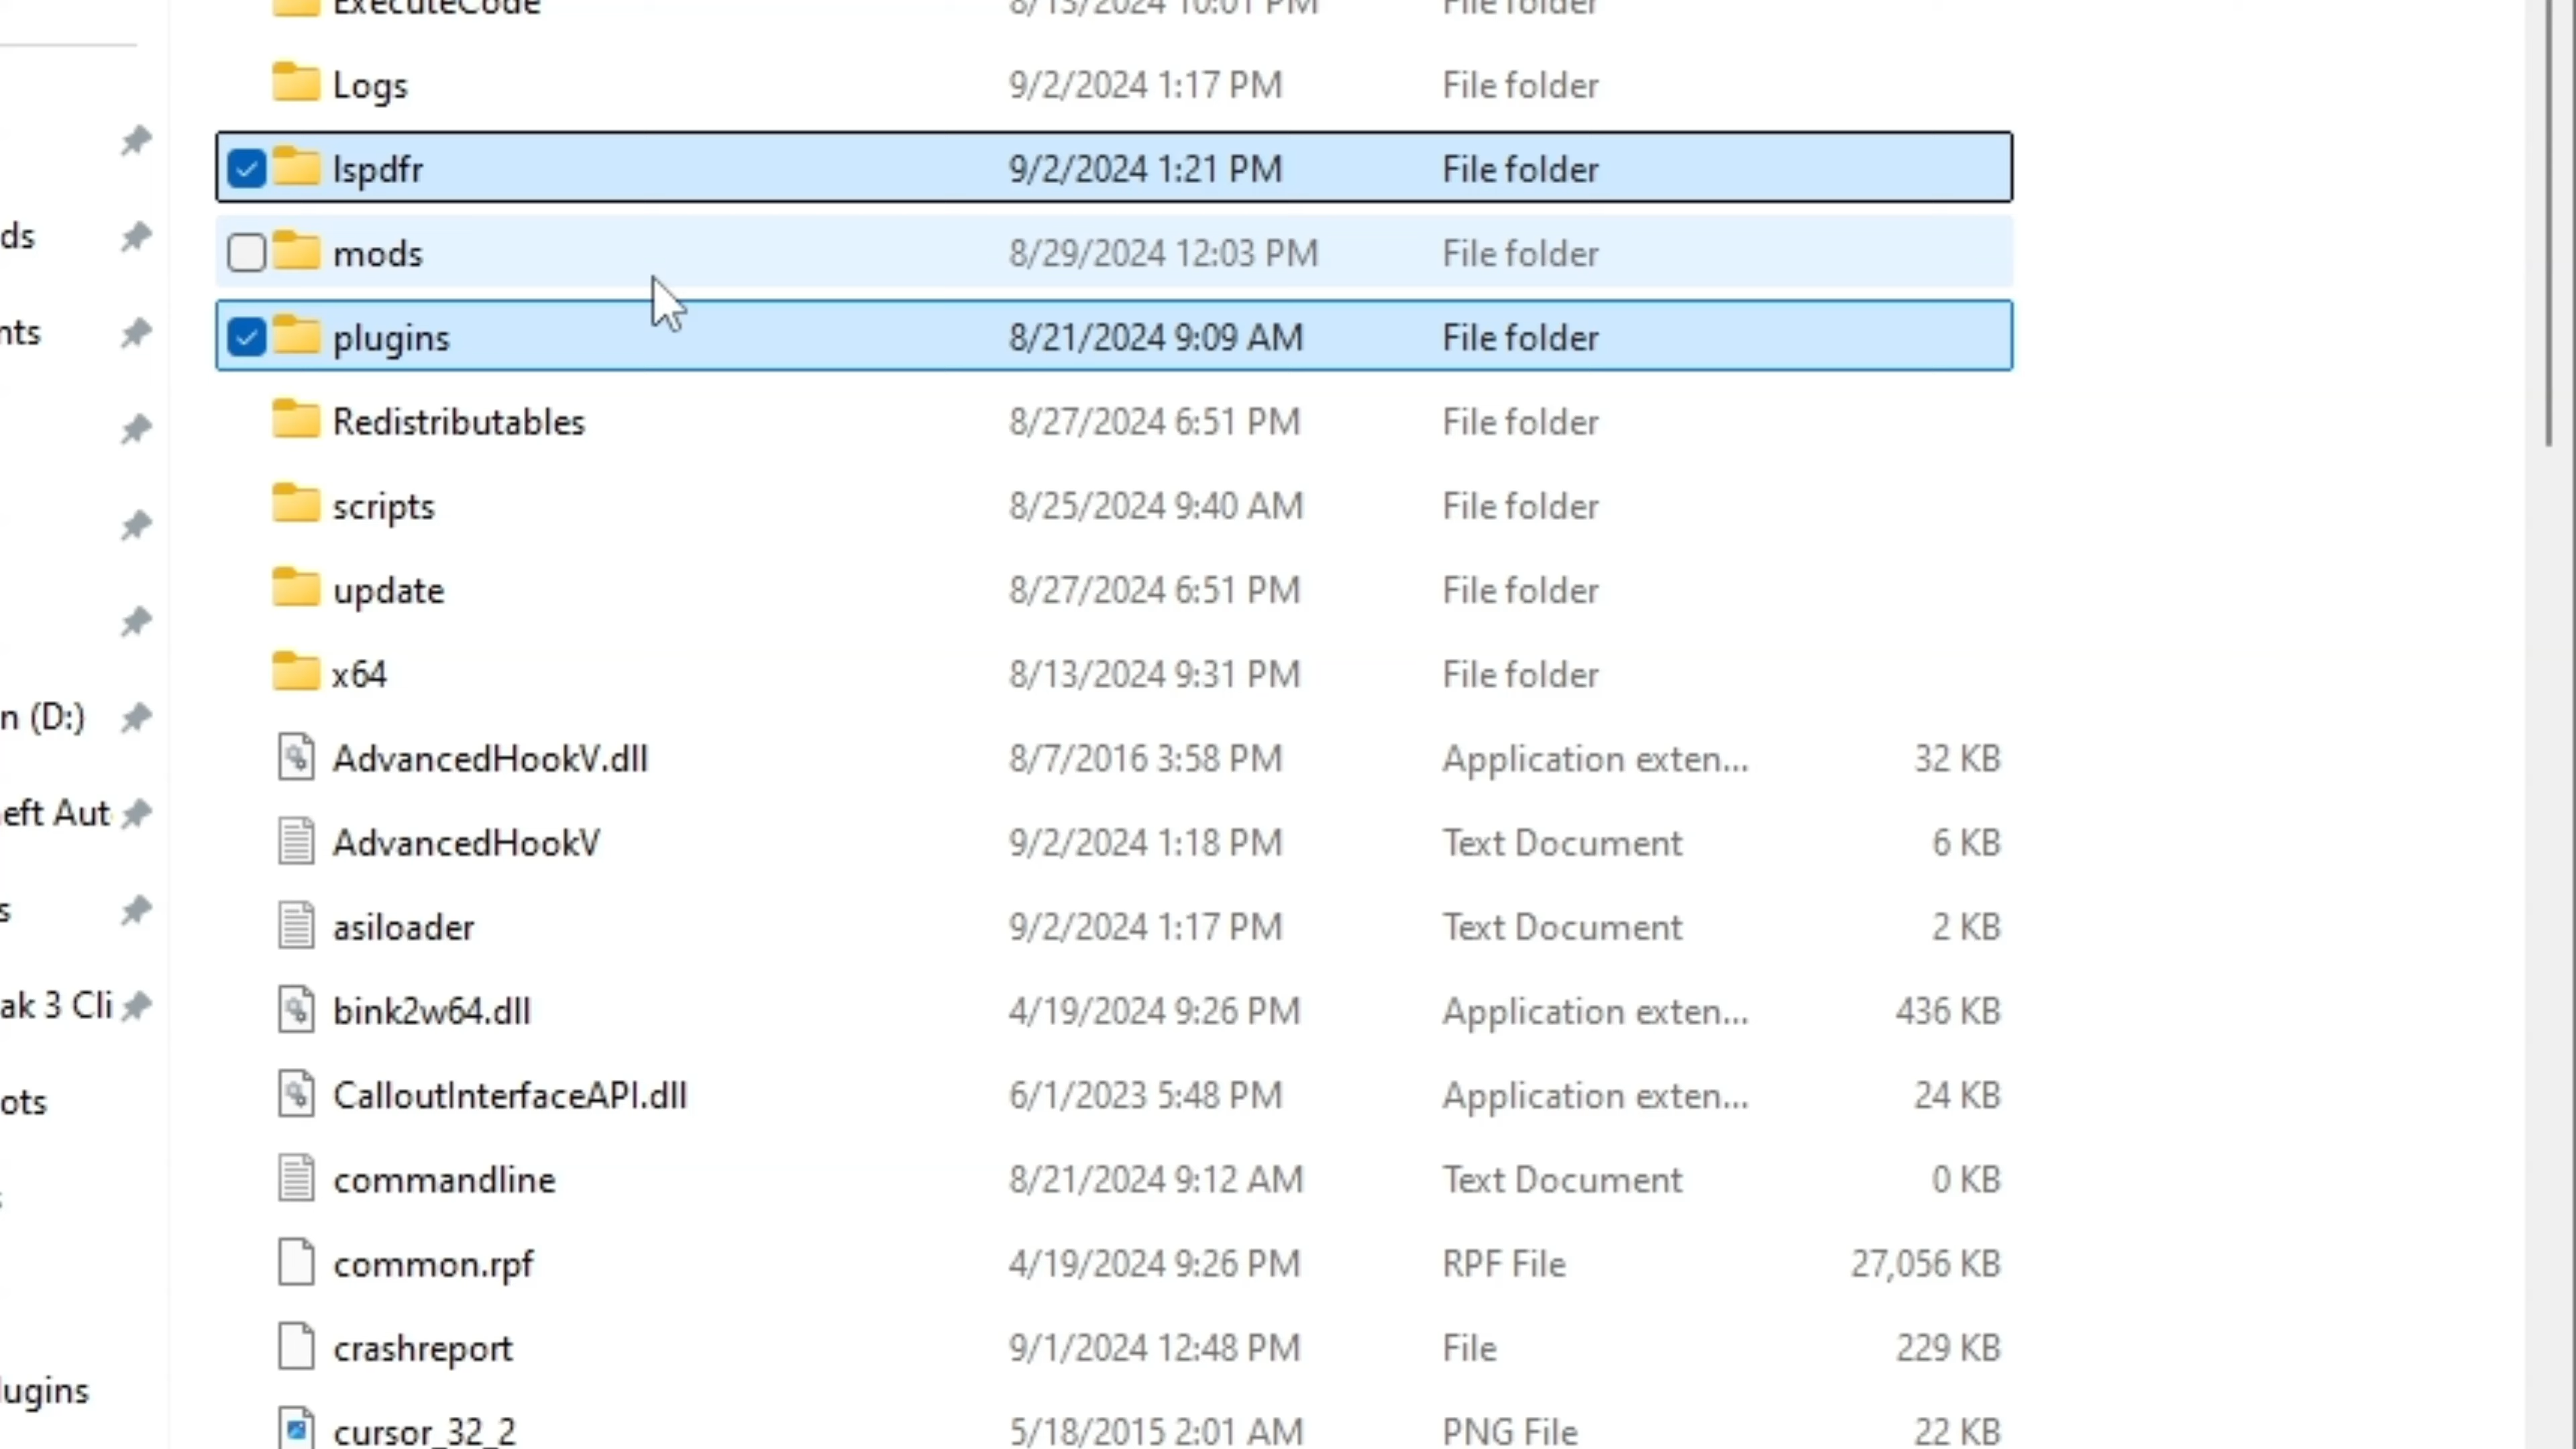 ExecuteCode 8/13/2024 10:01 PM File folder
Logs 9/2/2024 1:17 PM File folder
lspdfr 9/2/2024 1:21 PM File folder
ds mods 8/29/2024 12:03 PM File folder
nts plugins 8/21/2024 9:09 AM File folder
Redistributables 8/27/2024 6:51 PM File folder
scripts 8/25/2024 9:40 AM File folder
update 8/27/2024 6:51 PM File folder
x64 8/13/2024 9:31 PM File folder
n (D:)
AdvancedHookV.dll 8/7/2016 3:58 PM Application exten... 32 KB
eft Aut
AdvancedHookV 9/2/2024 1:18 PM Text Document 6 KB
s asiloader 9/2/2024 1:17 PM Text Document 2 KB
ak 3 Cli bink2w64.dll 4/19/2024 9:26 PM Application exten... 436 KB
ots CalloutInterfaceAPI.dll 6/1/2023 5:48 PM Application exten... 24 KB
commandline 8/21/2024 9:12 AM Text Document 0 KB
common.rpf 4/19/2024 9:26 PM RPF File 27,056 KB
crashreport 9/1/2024 12:48 PM File 229 KB
lugins
cursor_32_2 5/18/2015 2:01 AM PNG File 22 KB